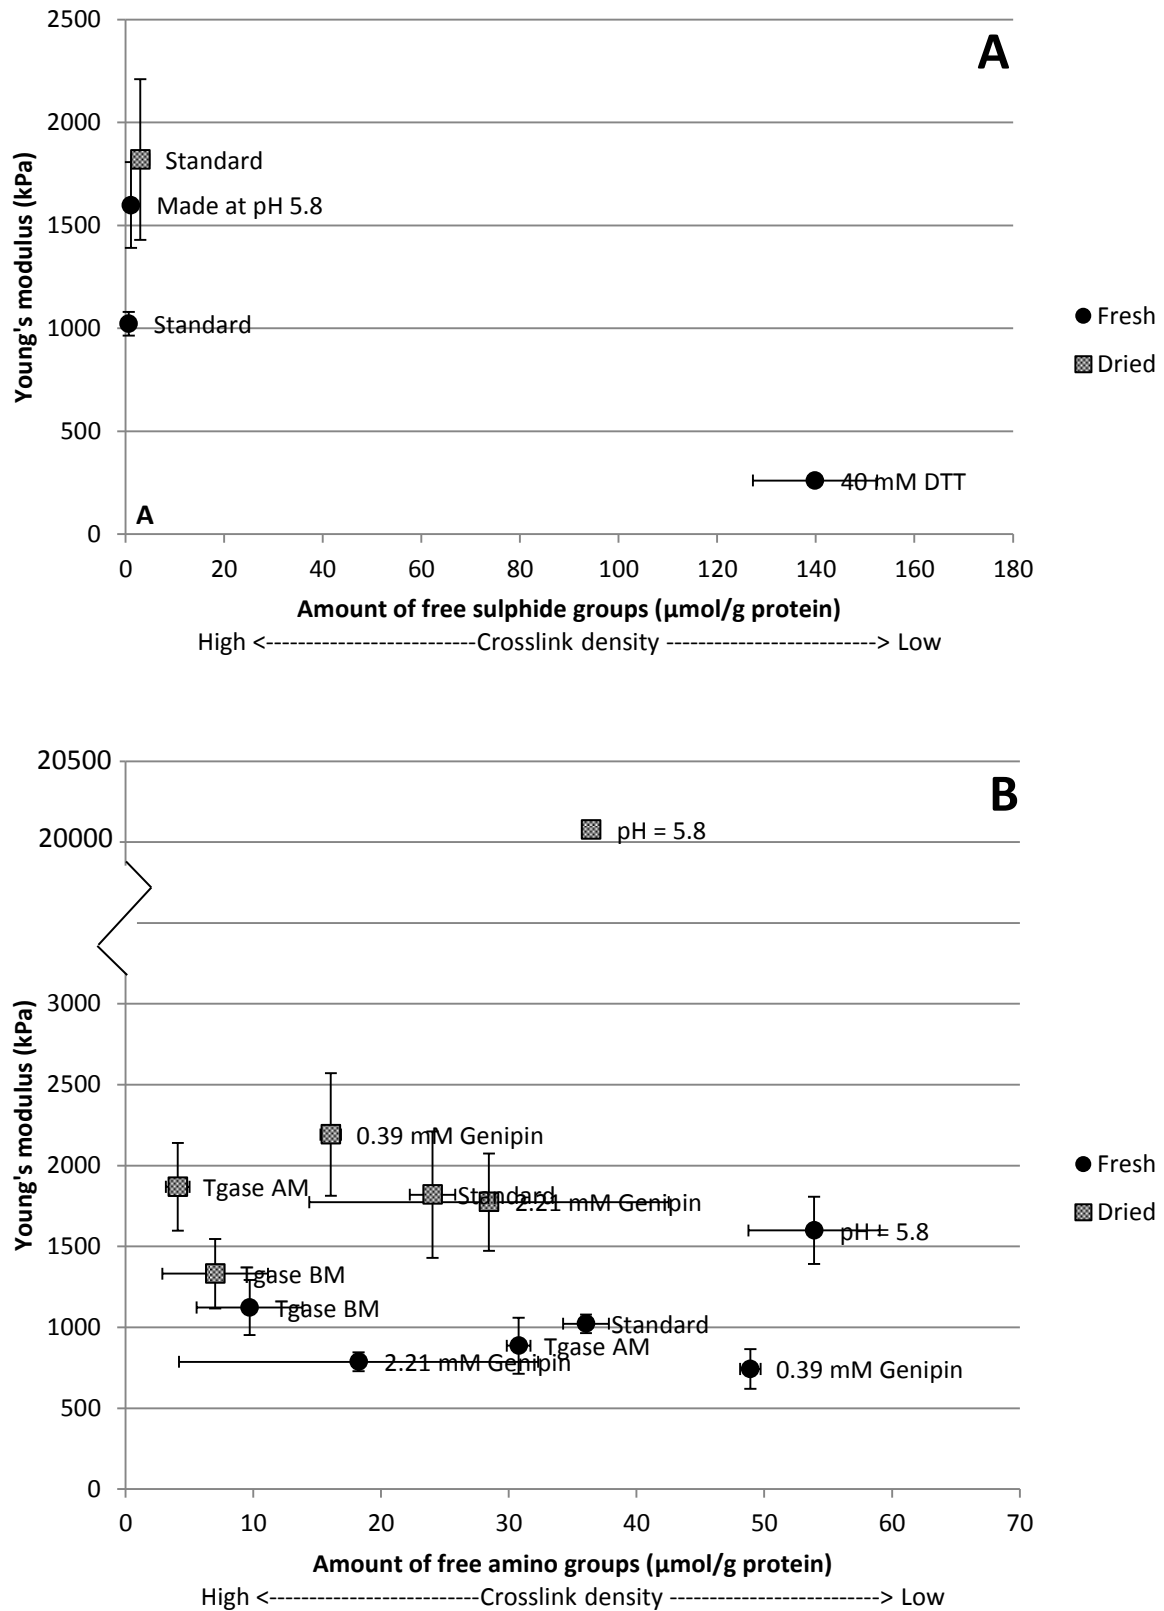 2500
A
2000
Standard
Made at pH 5.8
1500
Young's modulus (kPa)
1000
Standard
Fresh
Dried
500
40 mM DTT
A
0
0 20 40 60 80 100 120 140 160 180
Amount of free sulphide groups (µmol/g protein)
High <-------------------------Crosslink density -------------------------> Low
20500
B
pH = 5.8
20000
3000
Young's modulus (kPa)
2500
0.39 mM Genipin
2000
Tgase AM
Standard
2.21 mM Genipin
Fresh
Dried
1500
pH = 5.8
Tgase BM
Tgase BM
1000
Standard
Tgase AM
2.21 mM Genipin
0.39 mM Genipin
500
0
0 10 20 30 40 50 60 70
Amount of free amino groups (µmol/g protein)
High <-------------------------Crosslink density -------------------------> Low